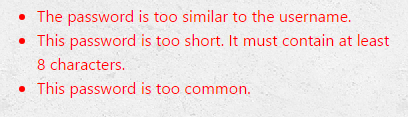 • The password is too similar to the username.
• This password is too short. It must contain at least
8 characters.
• This password is too common.